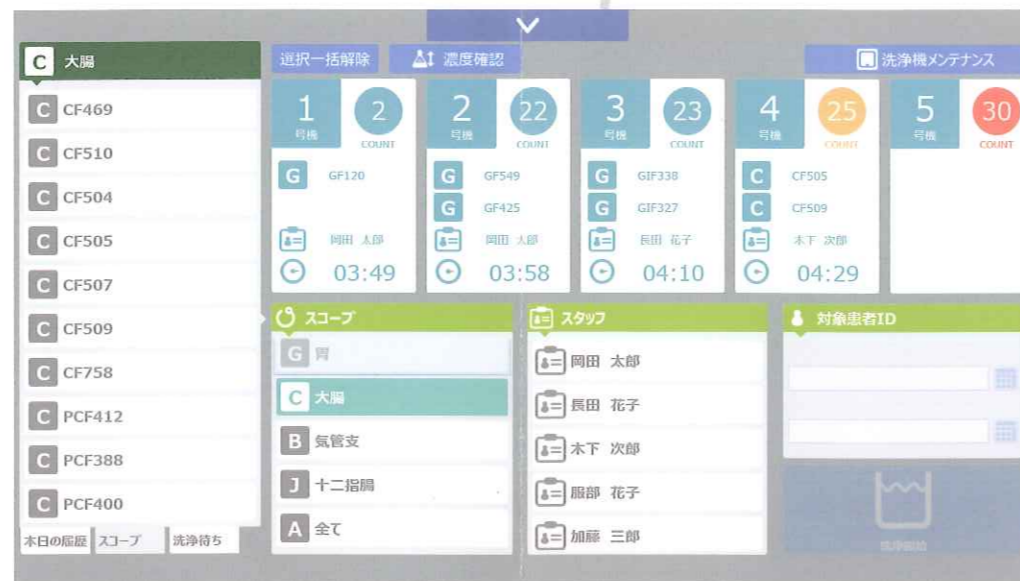 C 大腸
C CF469
C CF510
C CF504
C CF505
C CF507
C CF509
C CF758
C PCF412
C PCF388
C PCF400
本日の履歴 スコープ 洗浄待ち
選択一括解除 濃度確認 洗浄機メンテナンス
1 号機 2 COUNT
G GF120
岡田 太郎
03:49
2 号機 22 COUNT
G GF549
G GF425
岡田 太郎
03:58
3 号機 23 COUNT
G GIF338
G GIF327
長田 花子
04:10
4 号機 25 COUNT
C CF505
C CF509
木下 次郎
04:29
5 号機 30 COUNT
スコープ
G 胃
C 大腸
B 気管支
J 十二指腸
A 全て
スタッフ
岡田 太郎
長田 花子
木下 次郎
服部 花子
加藤 三郎
対象患者ID
洗浄開始